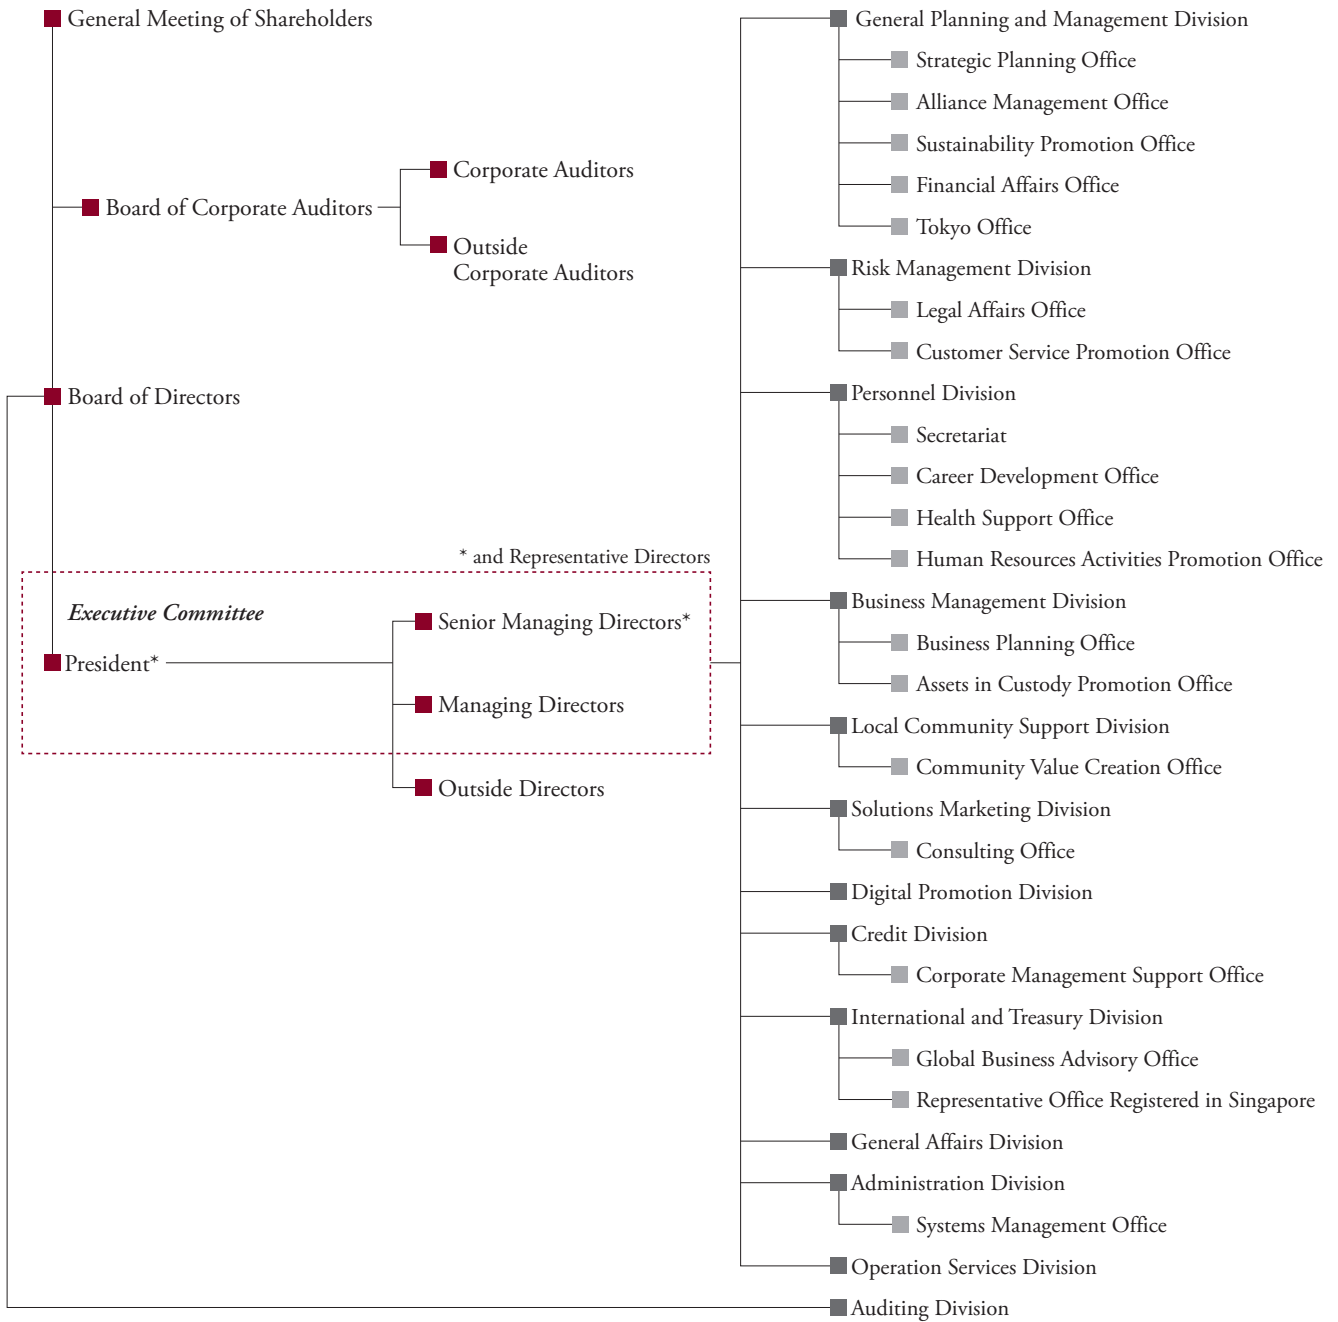 General Meeting of Shareholders
Board of Corporate Auditors
Corporate Auditors
Outside
Corporate Auditors
Board of Directors
* and Representative Directors
Executive Committee
President*
Senior Managing Directors*
Managing Directors
Outside Directors
General Planning and Management Division
Strategic Planning Office
Alliance Management Office
Sustainability Promotion Office
Financial Affairs Office
Tokyo Office
Risk Management Division
Legal Affairs Office
Customer Service Promotion Office
Personnel Division
Secretariat
Career Development Office
Health Support Office
Human Resources Activities Promotion Office
Business Management Division
Business Planning Office
Assets in Custody Promotion Office
Local Community Support Division
Community Value Creation Office
Solutions Marketing Division
Consulting Office
Digital Promotion Division
Credit Division
Corporate Management Support Office
International and Treasury Division
Global Business Advisory Office
Representative Office Registered in Singapore
General Affairs Division
Administration Division
Systems Management Office
Operation Services Division
Auditing Division